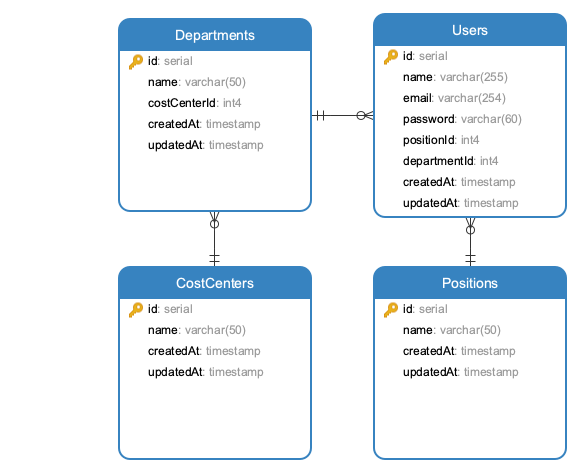 Departments
id: serial
name: varchar(50)
costCenterId: int4
createdAt: timestamp
updatedAt: timestamp
Users
id: serial
name: varchar(255)
email: varchar(254)
password: varchar(60)
positionId: int4
departmentId: int4
createdAt: timestamp
updatedAt: timestamp
CostCenters
id: serial
name: varchar(50)
createdAt: timestamp
updatedAt: timestamp
Positions
id: serial
name: varchar(50)
createdAt: timestamp
updatedAt: timestamp